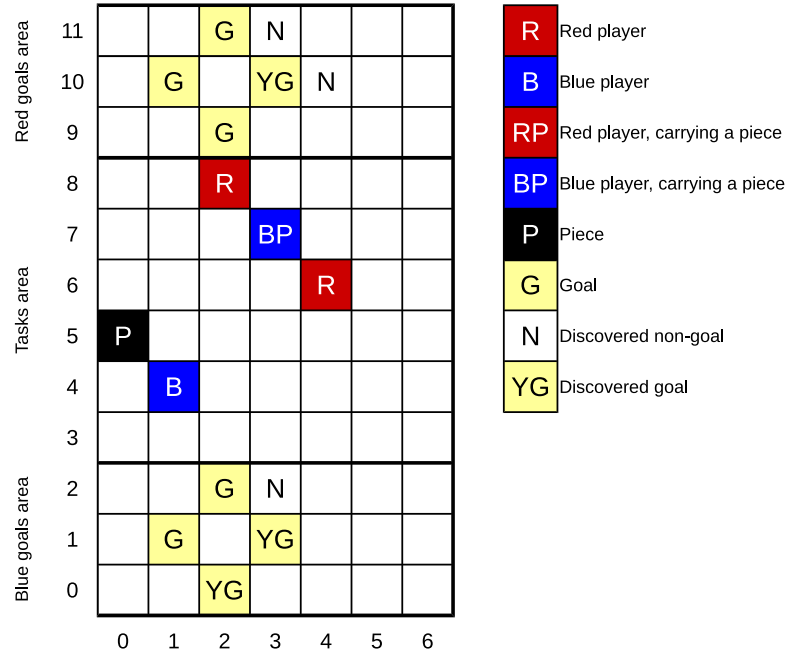 Red goals area
Tasks area
Blue goals area
11 G N
10 G YG N
9 G
8 R
7 BP
6 R
5 P
4 B
3
2 G N
1 G YG
0 YG
0 1 2 3 4 5 6
R Red player
B Blue player
RP Red player, carrying a piece
BP Blue player, carrying a piece
P Piece
G Goal
N Discovered non-goal
YG Discovered goal